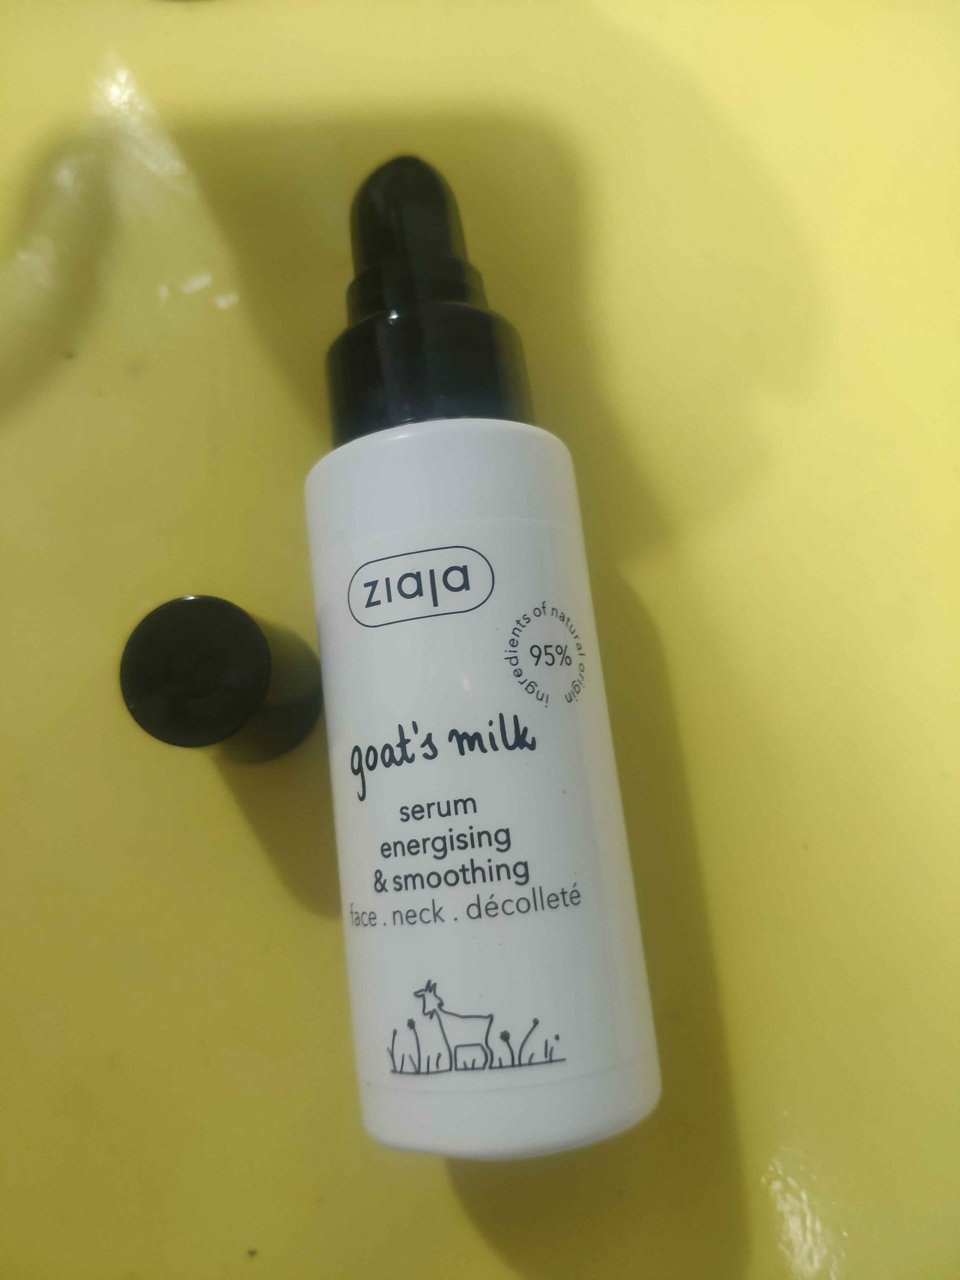 ziaja
ingredients of natural origin
95%
goat's milk
serum
energising
& smoothing
face . neck . décolleté